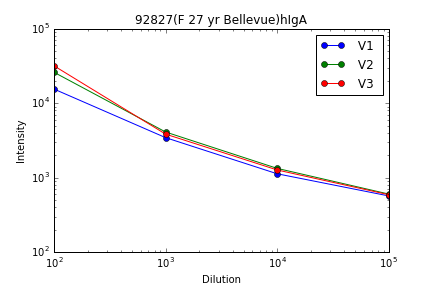 92827(F 27 yr Bellevue)hIgA
10^5
10^4
10^3
10^2
Intensity
V1
V2
V3
10^2 10^3 10^4 10^5
Dilution